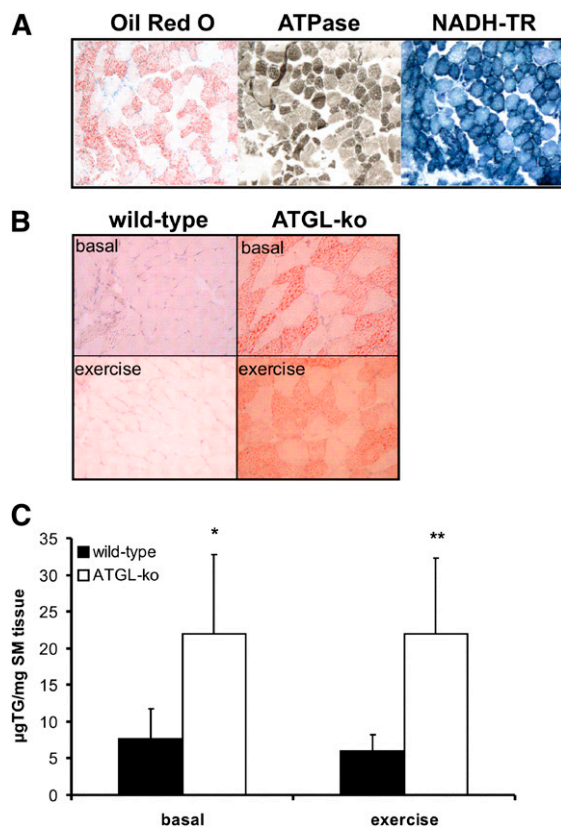 A
Oil Red O ATPase NADH-TR
B
wild-type ATGL-ko
basal basal
exercise exercise
C
µgTG/mg SM tissue
35
30
25
20
15
10
5
0
wild-type
ATGL-ko
* **
basal exercise